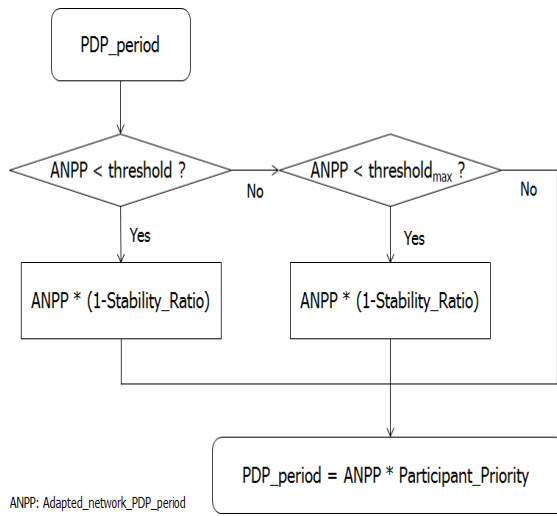 PDP_period
ANPP < threshold ?
ANPP < thresholdmax ?
No
No
Yes
Yes
ANPP * (1-Stability_Ratio)
ANPP * (1-Stability_Ratio)
PDP_period = ANPP * Participant_Priority
ANPP: Adapted_network_PDP_period